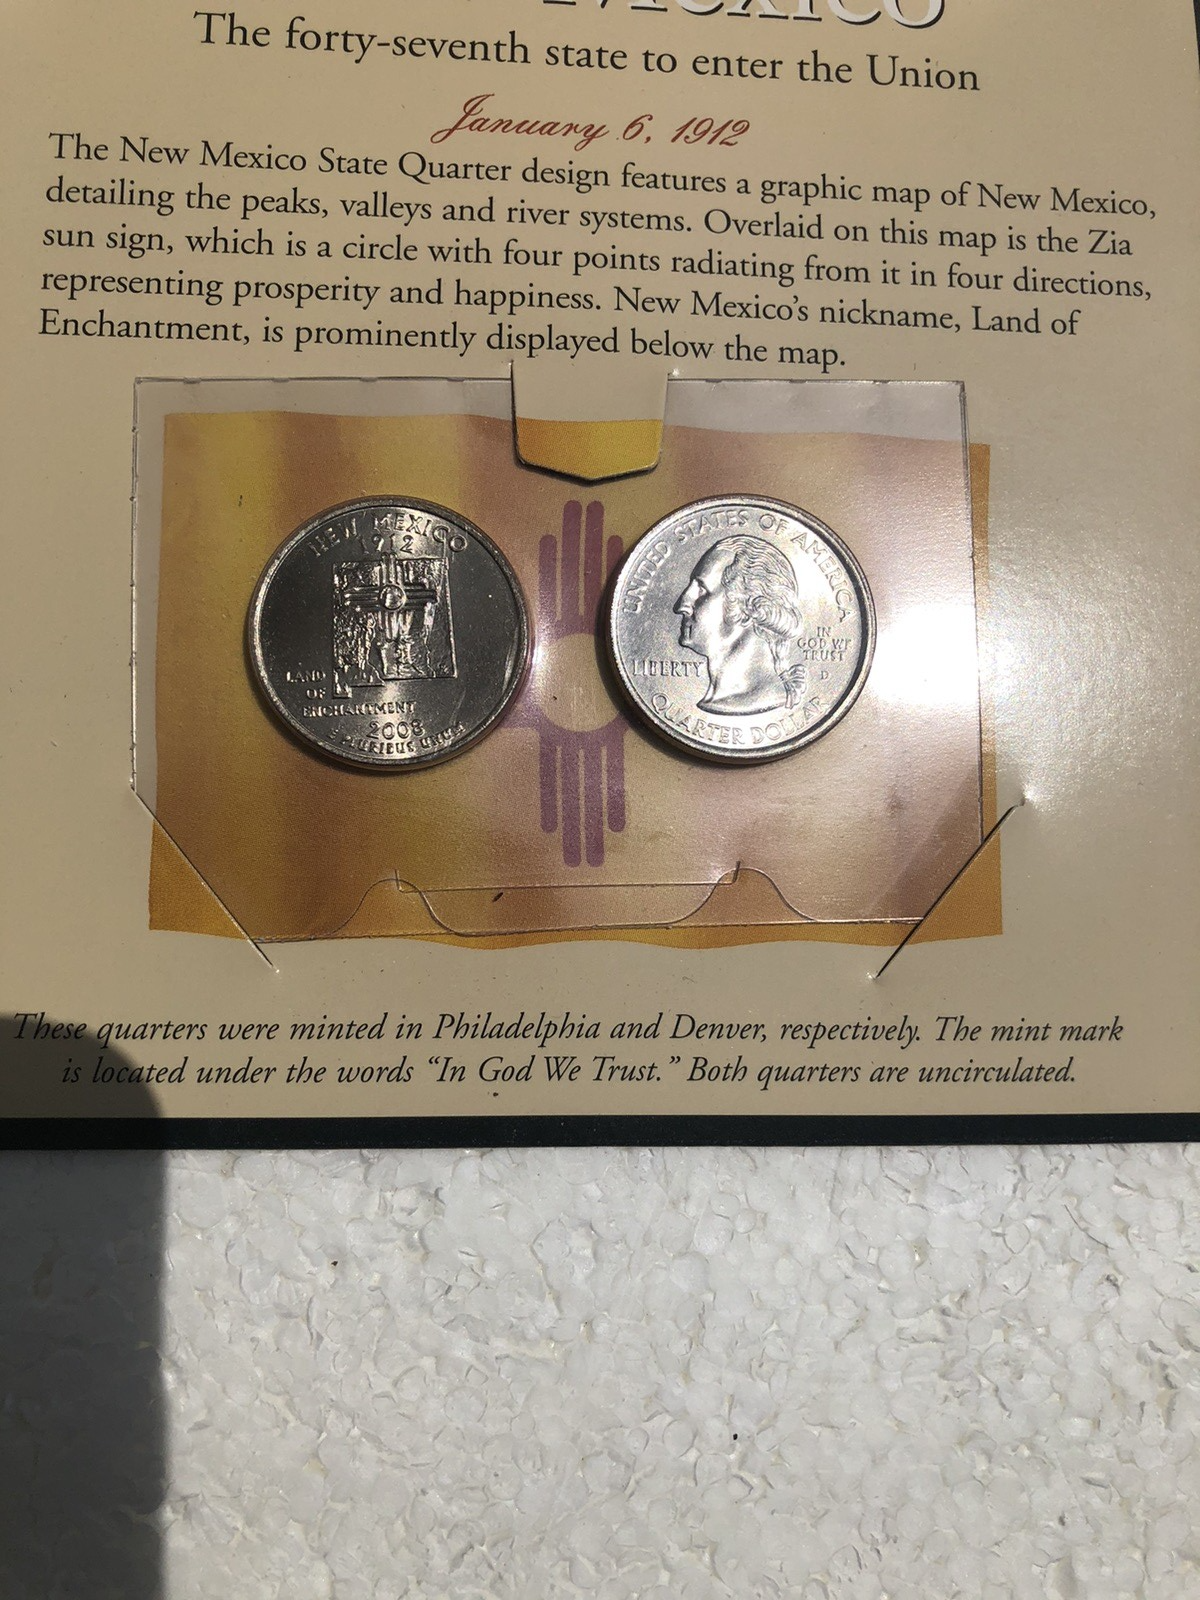 MEXICO
The forty-seventh state to enter the Union
January 6, 1912
The New Mexico State Quarter design features a graphic map of New Mexico,
detailing the peaks, valleys and river systems. Overlaid on this map is the Zia
sun sign, which is a circle with four points radiating from it in four directions,
representing prosperity and happiness. New Mexico's nickname, Land of
Enchantment, is prominently displayed below the map.
NEW MEXICO
1912
LAND
OF
ENCHANTMENT
2008
E PLURIBUS UNUM
UNITED STATES OF AMERICA
IN
GOD WE
TRUST
LIBERTY
D
QUARTER DOLLAR
These quarters were minted in Philadelphia and Denver, respectively. The mint mark
is located under the words “In God We Trust.” Both quarters are uncirculated.